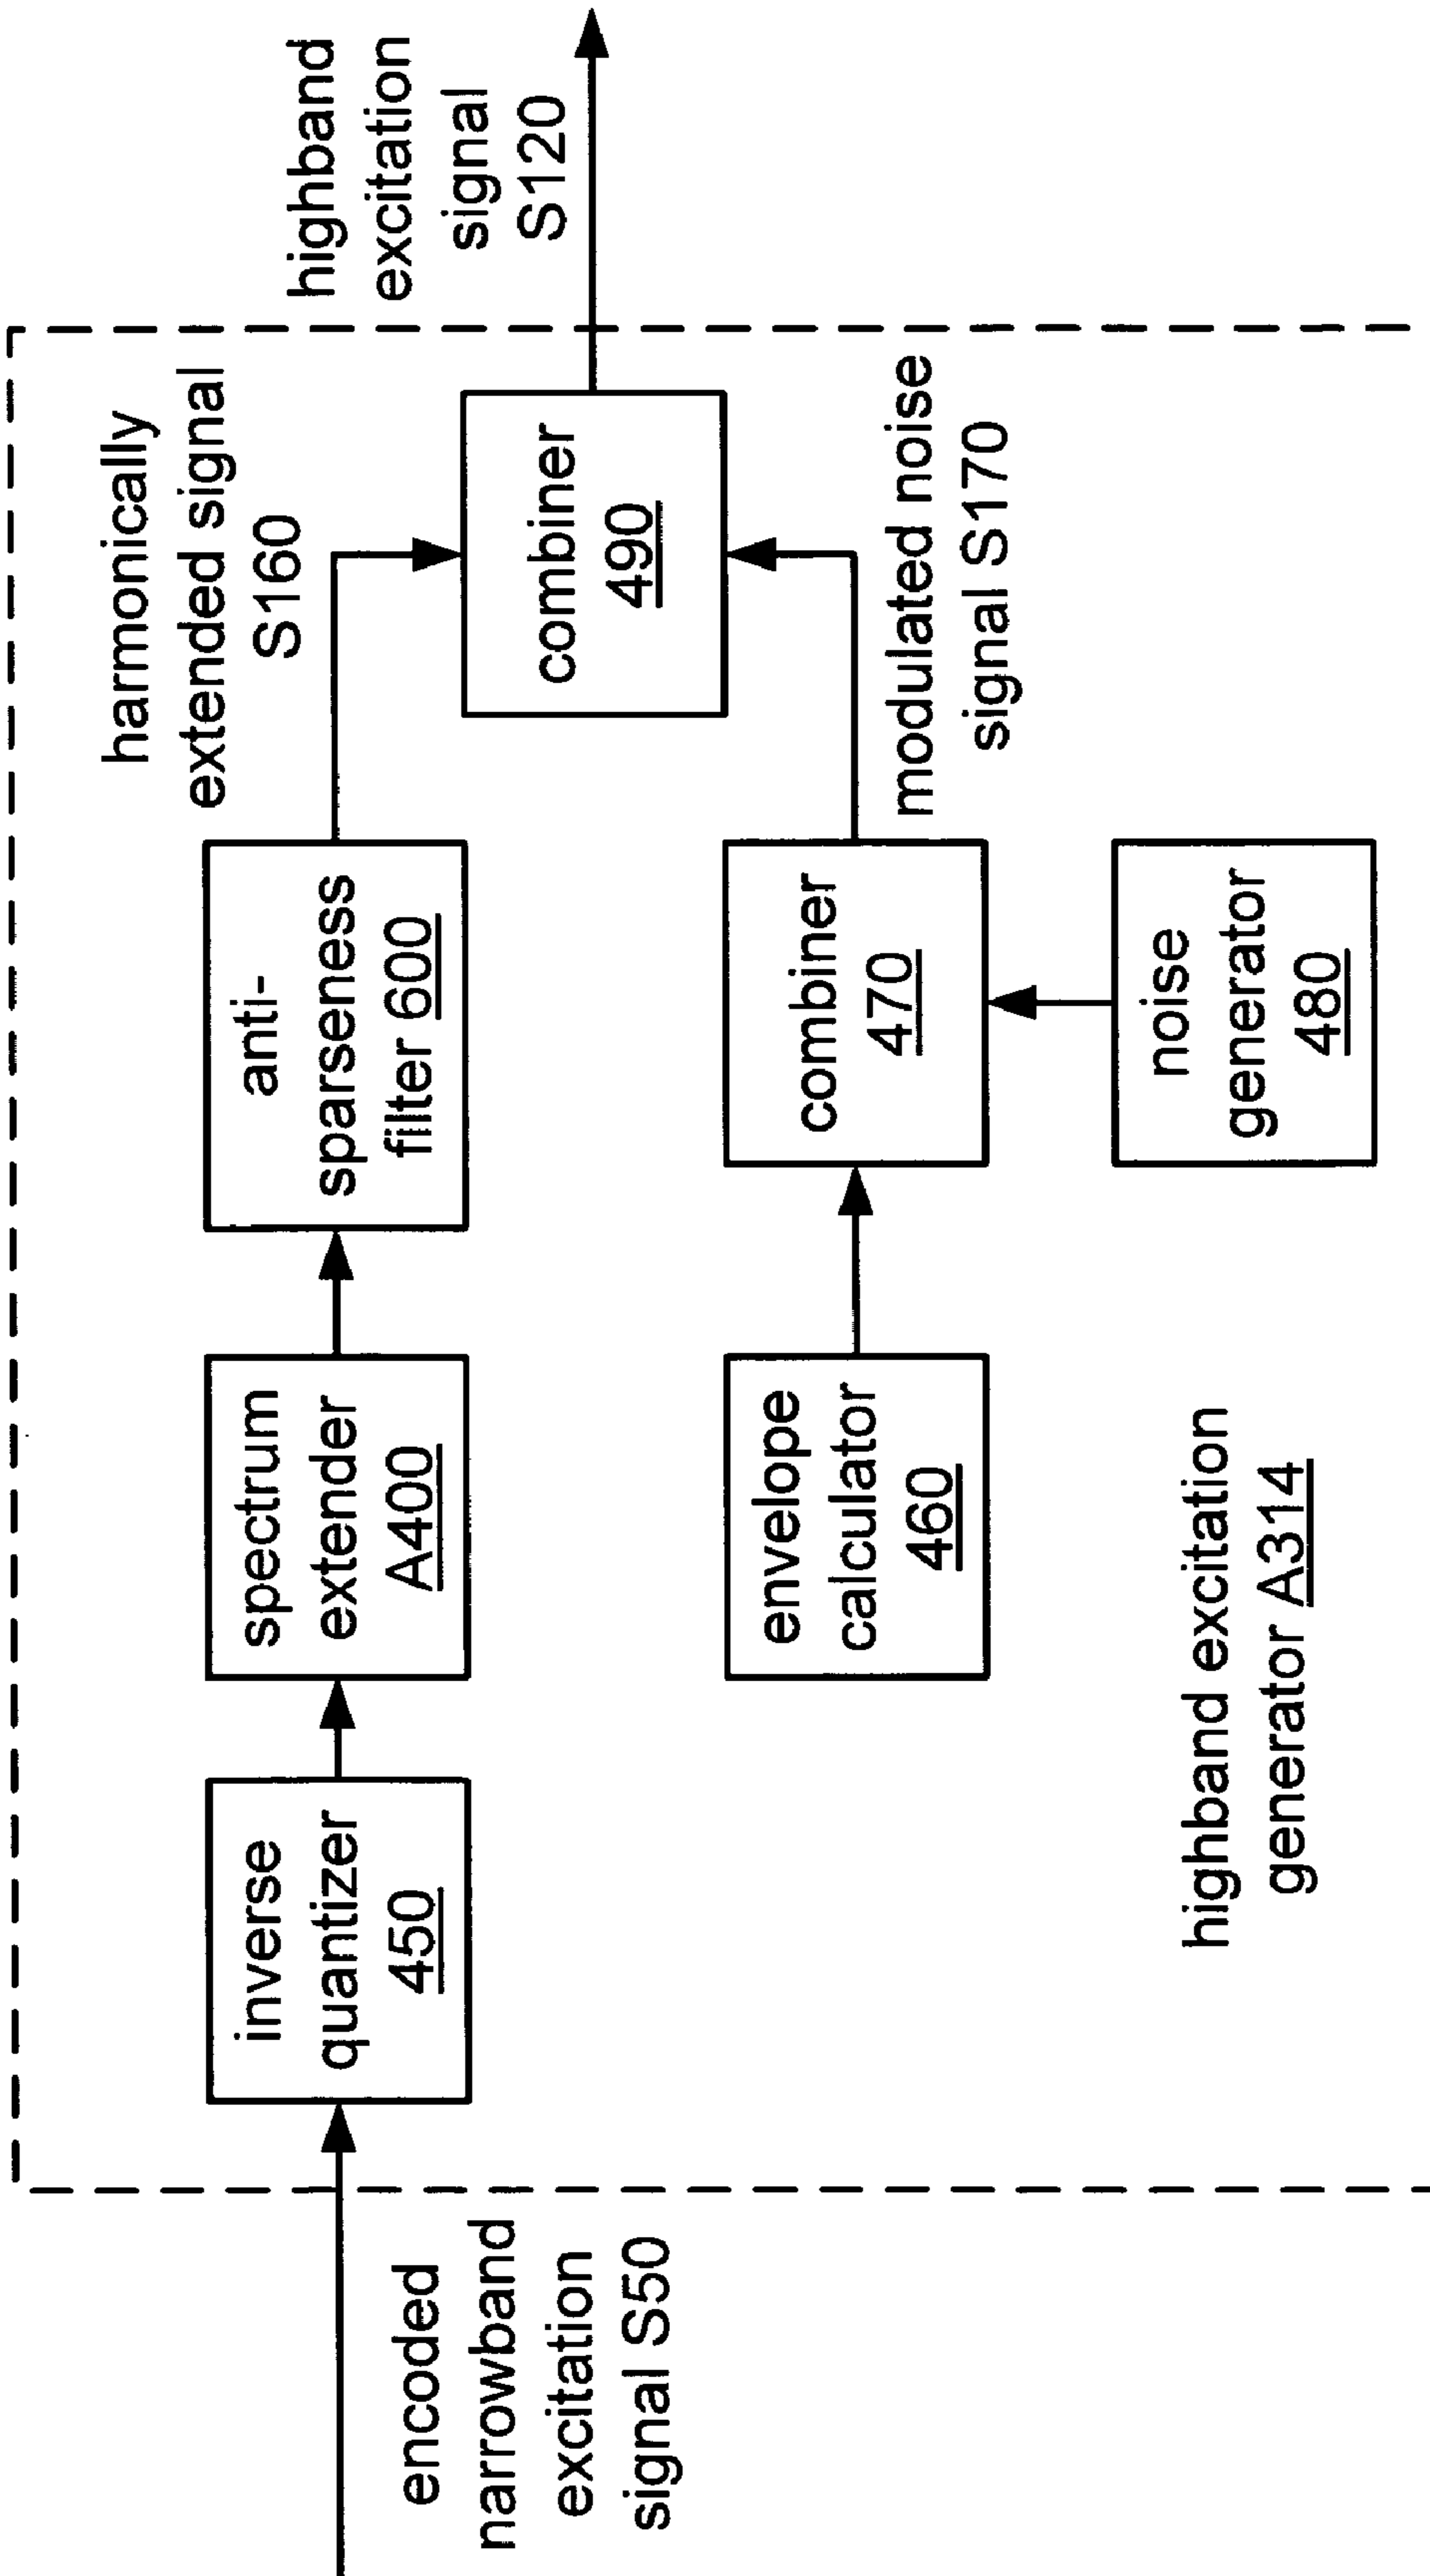 encoded
narrowband
excitation
signal S50
inverse
quantizer
450
spectrum
extender
A400
anti-
sparseness
filter 600
harmonically
extended signal
S160
combiner
490
highband
excitation
signal
S120
envelope
calculator
460
combiner
470
modulated noise
signal S170
noise
generator
480
highband excitation
generator A314